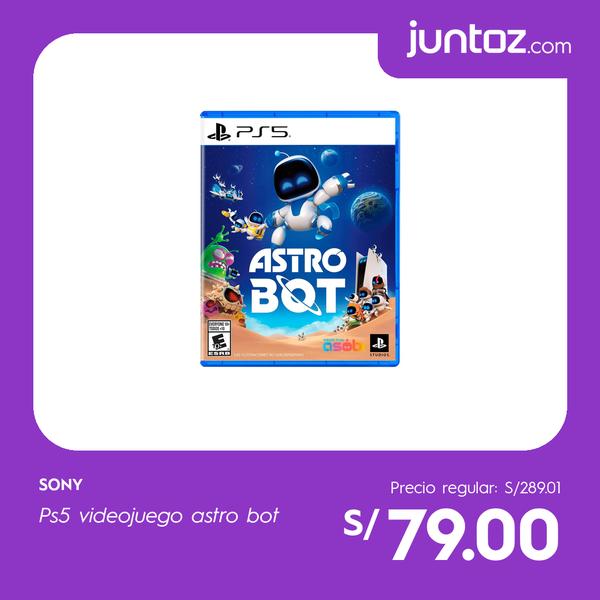 juntoz.com
PS5
ASTRO
BOT
EVERYONE 10+
E
ESRB
asobi
STUDIOS
SONY
Ps5 videojuego astro bot
Precio regular: S/289.01
S/79.00